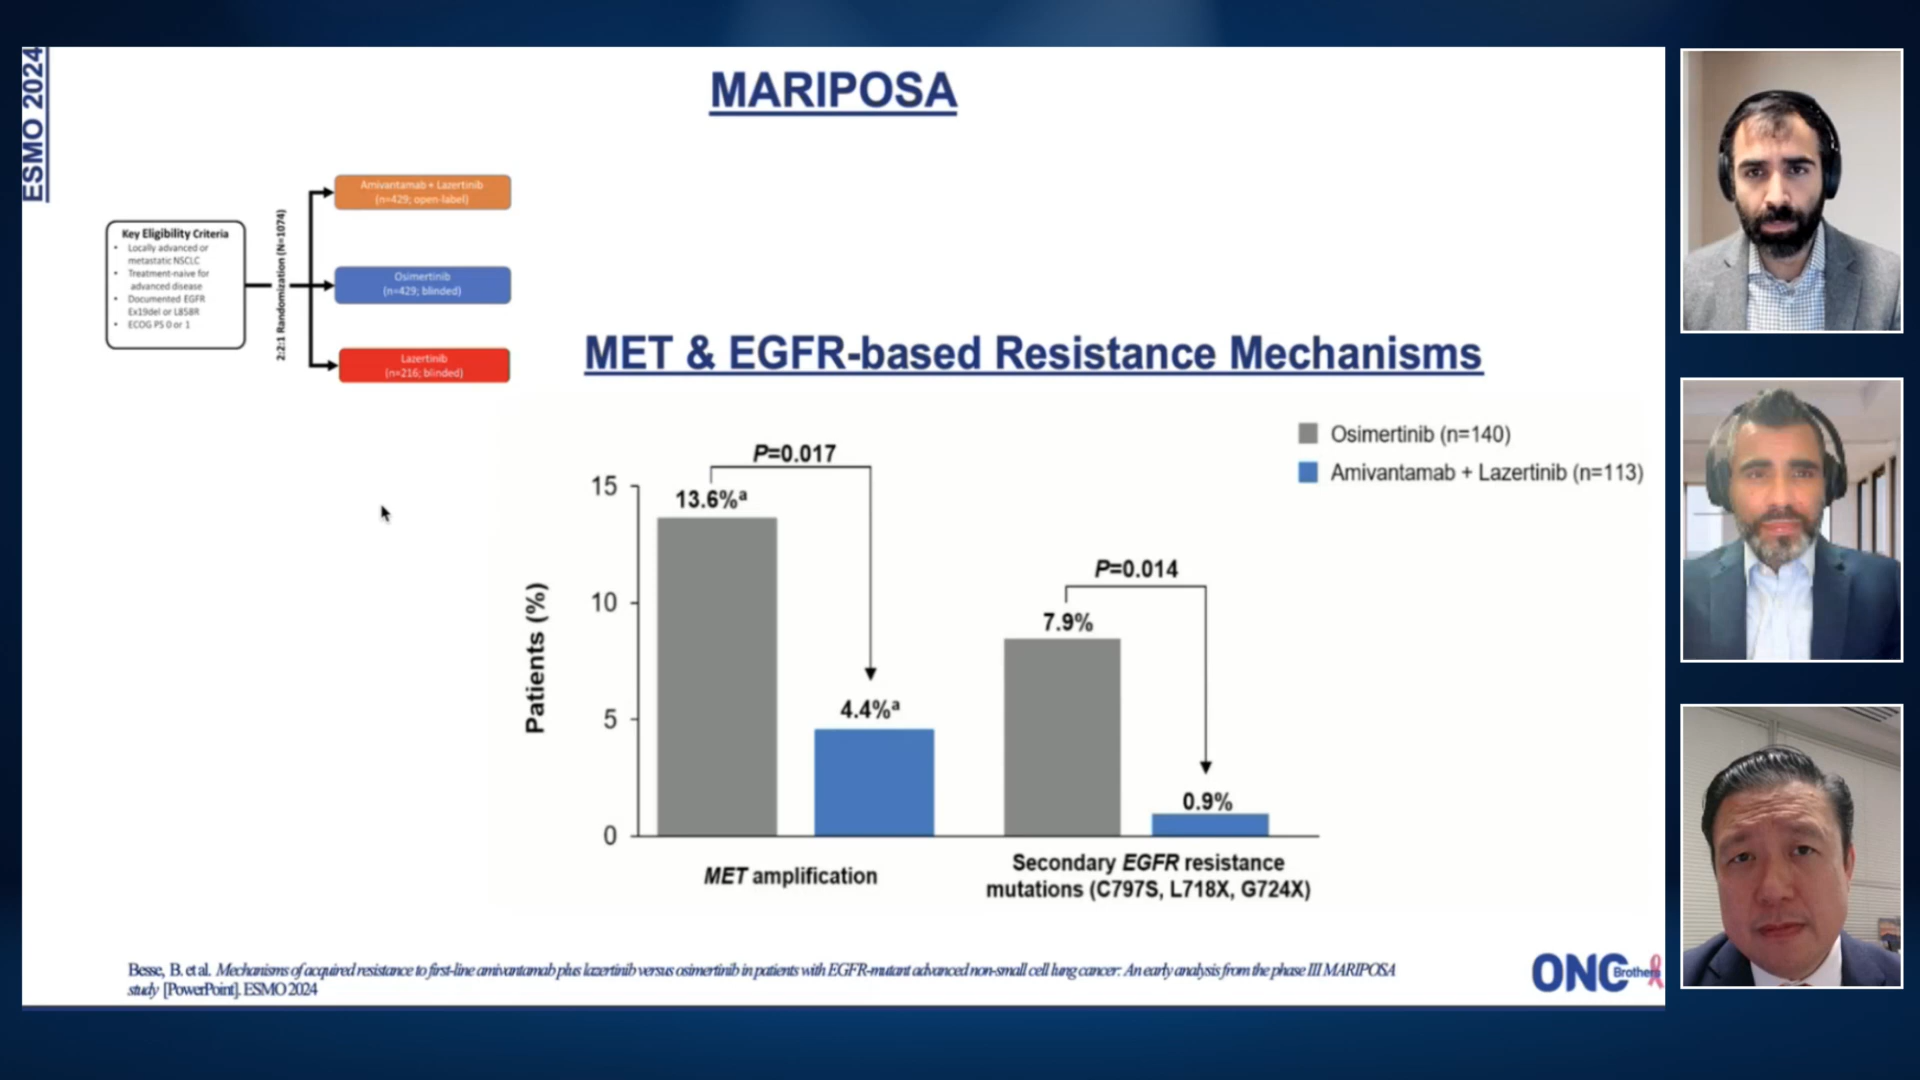 ESMO 2024
MARIPOSA
Key Eligibility Criteria
• Locally advanced or
metastatic NSCLC
• Treatment-naive for
advanced disease
• Documented EGFR
Ex19del or L858R
• ECOG PS 0 or 1
2:2:1 Randomization (N=1074)
Amivantamab + Lazertinib
(n=429; open-label)
Osimertinib
(n=429; blinded)
Lazertinib
(n=216; blinded)
MET & EGFR-based Resistance Mechanisms
Osimertinib (n=140)
Amivantamab + Lazertinib (n=113)
Patients (%)
15
10
5
0
P=0.017
13.6%ᵃ
4.4%ᵃ
P=0.014
7.9%
0.9%
MET amplification
Secondary EGFR resistance
mutations (C797S, L718X, G724X)
Besse, B. et al. Mechanisms of acquired resistance to first-line amivantamab plus lazertinib versus osimertinib in patients with EGFR-mutant advanced non-small cell lung cancer: An early analysis from the phase III MARIPOSA
study [PowerPoint]. ESMO 2024
ONC Brothers